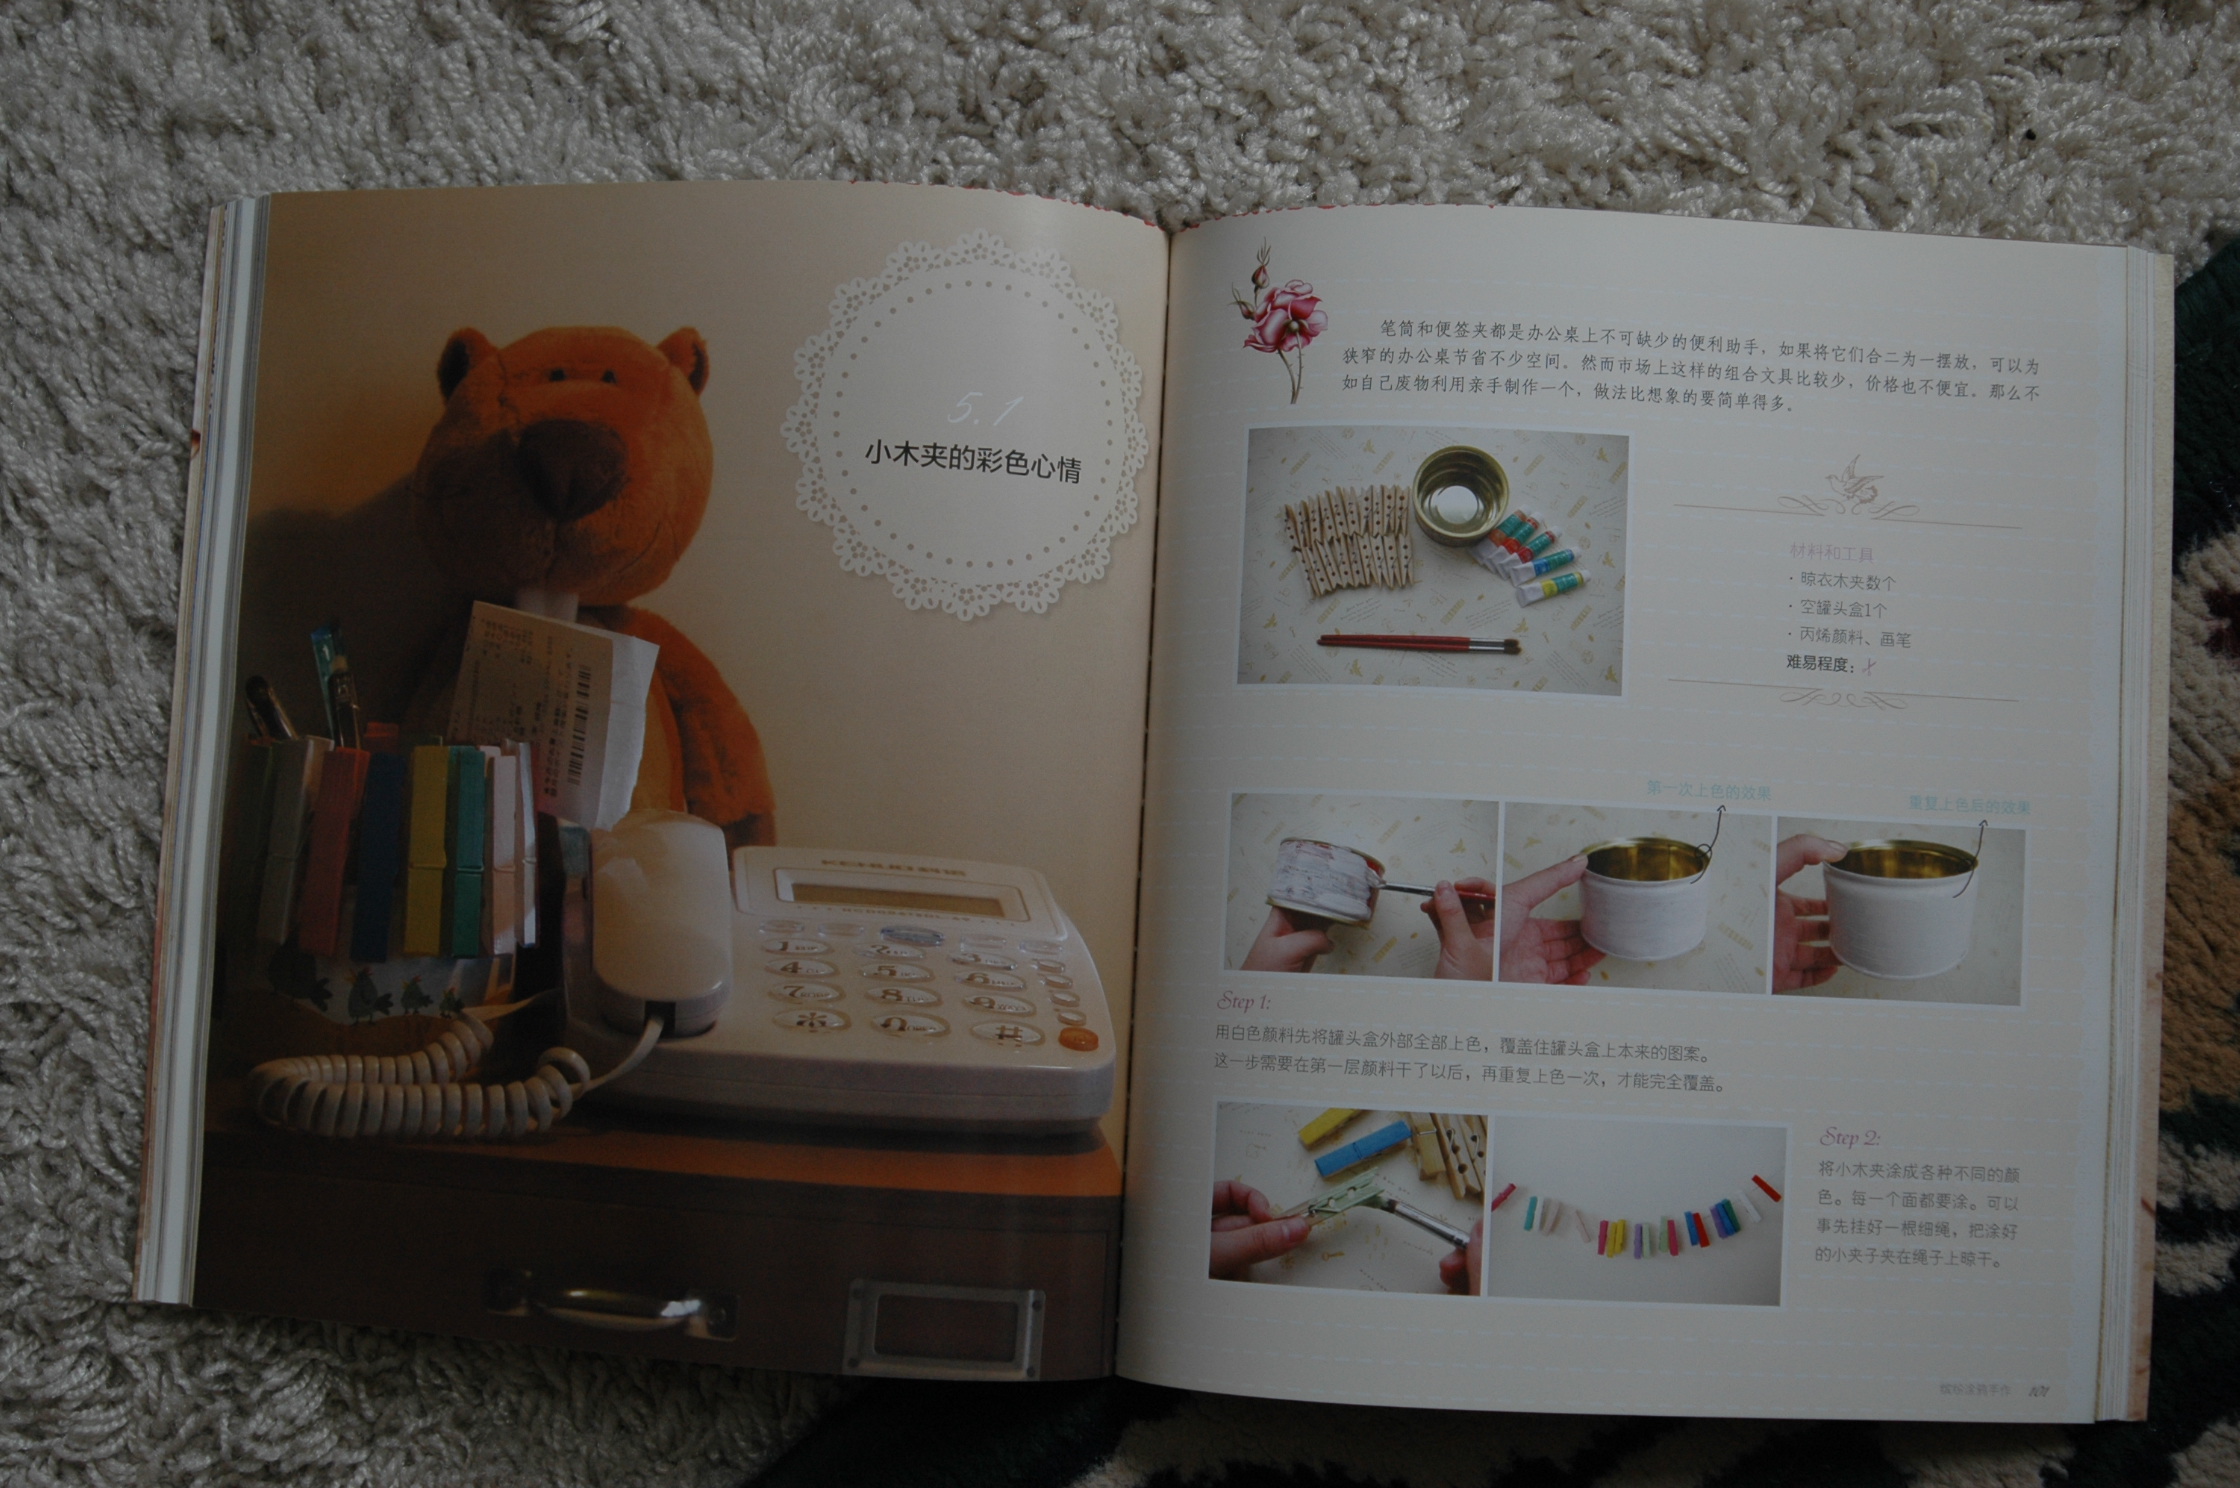 5.1
小木夹的彩色心情
1
2
3
4
5
6
7
8
9
0
#
笔筒和便签夹都是办公桌上不可缺少的便利助手，如果将它们合二为一摆放，可以为
狭窄的办公桌节省不少空间。然而市场上这样的组合文具比较少，价格也不便宜。那么不
如自己废物利用亲手制作一个，做法比想象的要简单得多。
材料和工具
·晾衣木夹数个
·空罐头盒1个
·丙烯颜料、画笔
难易程度：
第一次上色的效果
重复上色后的效果
Step 1:
用白色颜料先将罐头盒外部全部上色，覆盖住罐头盒上本来的图案。
这一步需要在第一层颜料干了以后，再重复上色一次，才能完全覆盖。
Step 2:
将小木夹涂成各种不同的颜
色。每一个面都要涂。可以
事先挂好一根细绳，把涂好
的小夹子夹在绳子上晾干。
101